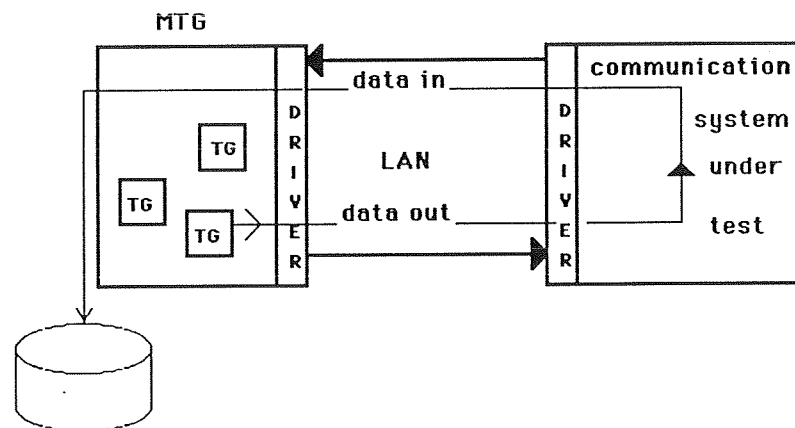 MTG
communication
data in
system
TG
DRIVER
DRIVER
LAN
under
TG
TG
data out
test